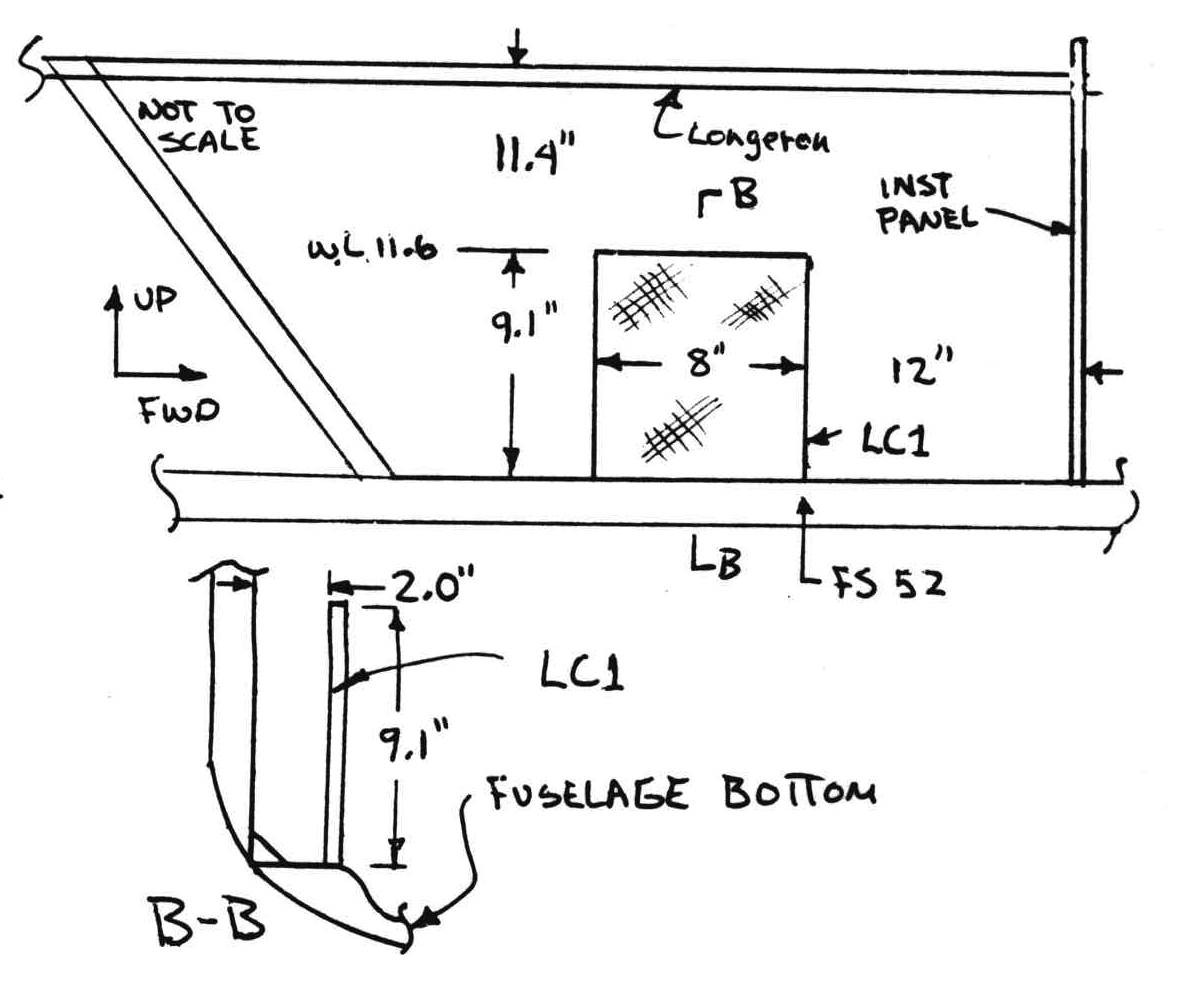 NOT TO
SCALE
11.4"
Longeron
B
INST
PANEL
W.L. 11.6
UP
9.1"
8"
12"
FWD
LC1
B
FS 52
2.0"
LC1
9.1"
FUSELAGE BOTTOM
B-B